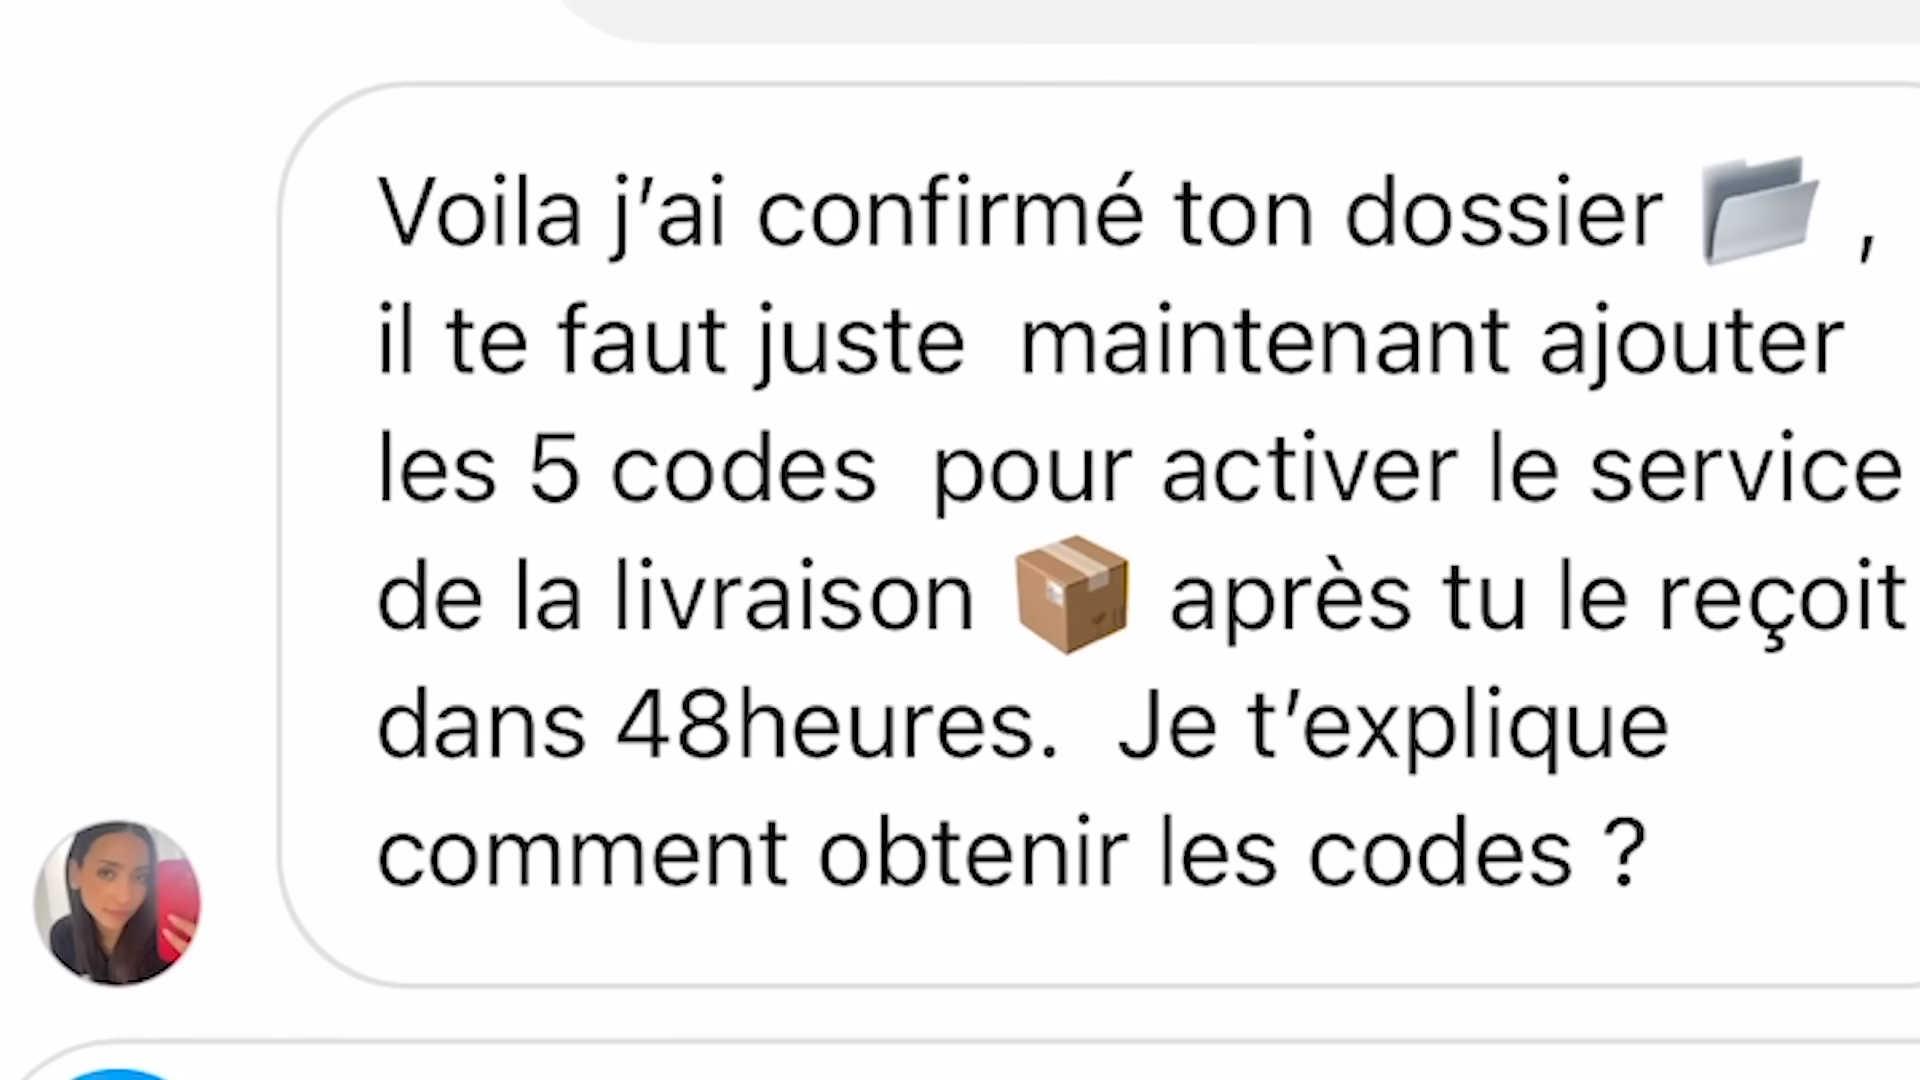 Voila j’ai confirmé ton dossier 📁 ,
il te faut juste  maintenant ajouter
les 5 codes  pour activer le service
de la livraison 📦 après tu le reçoit
dans 48heures.  Je t’explique
comment obtenir les codes ?